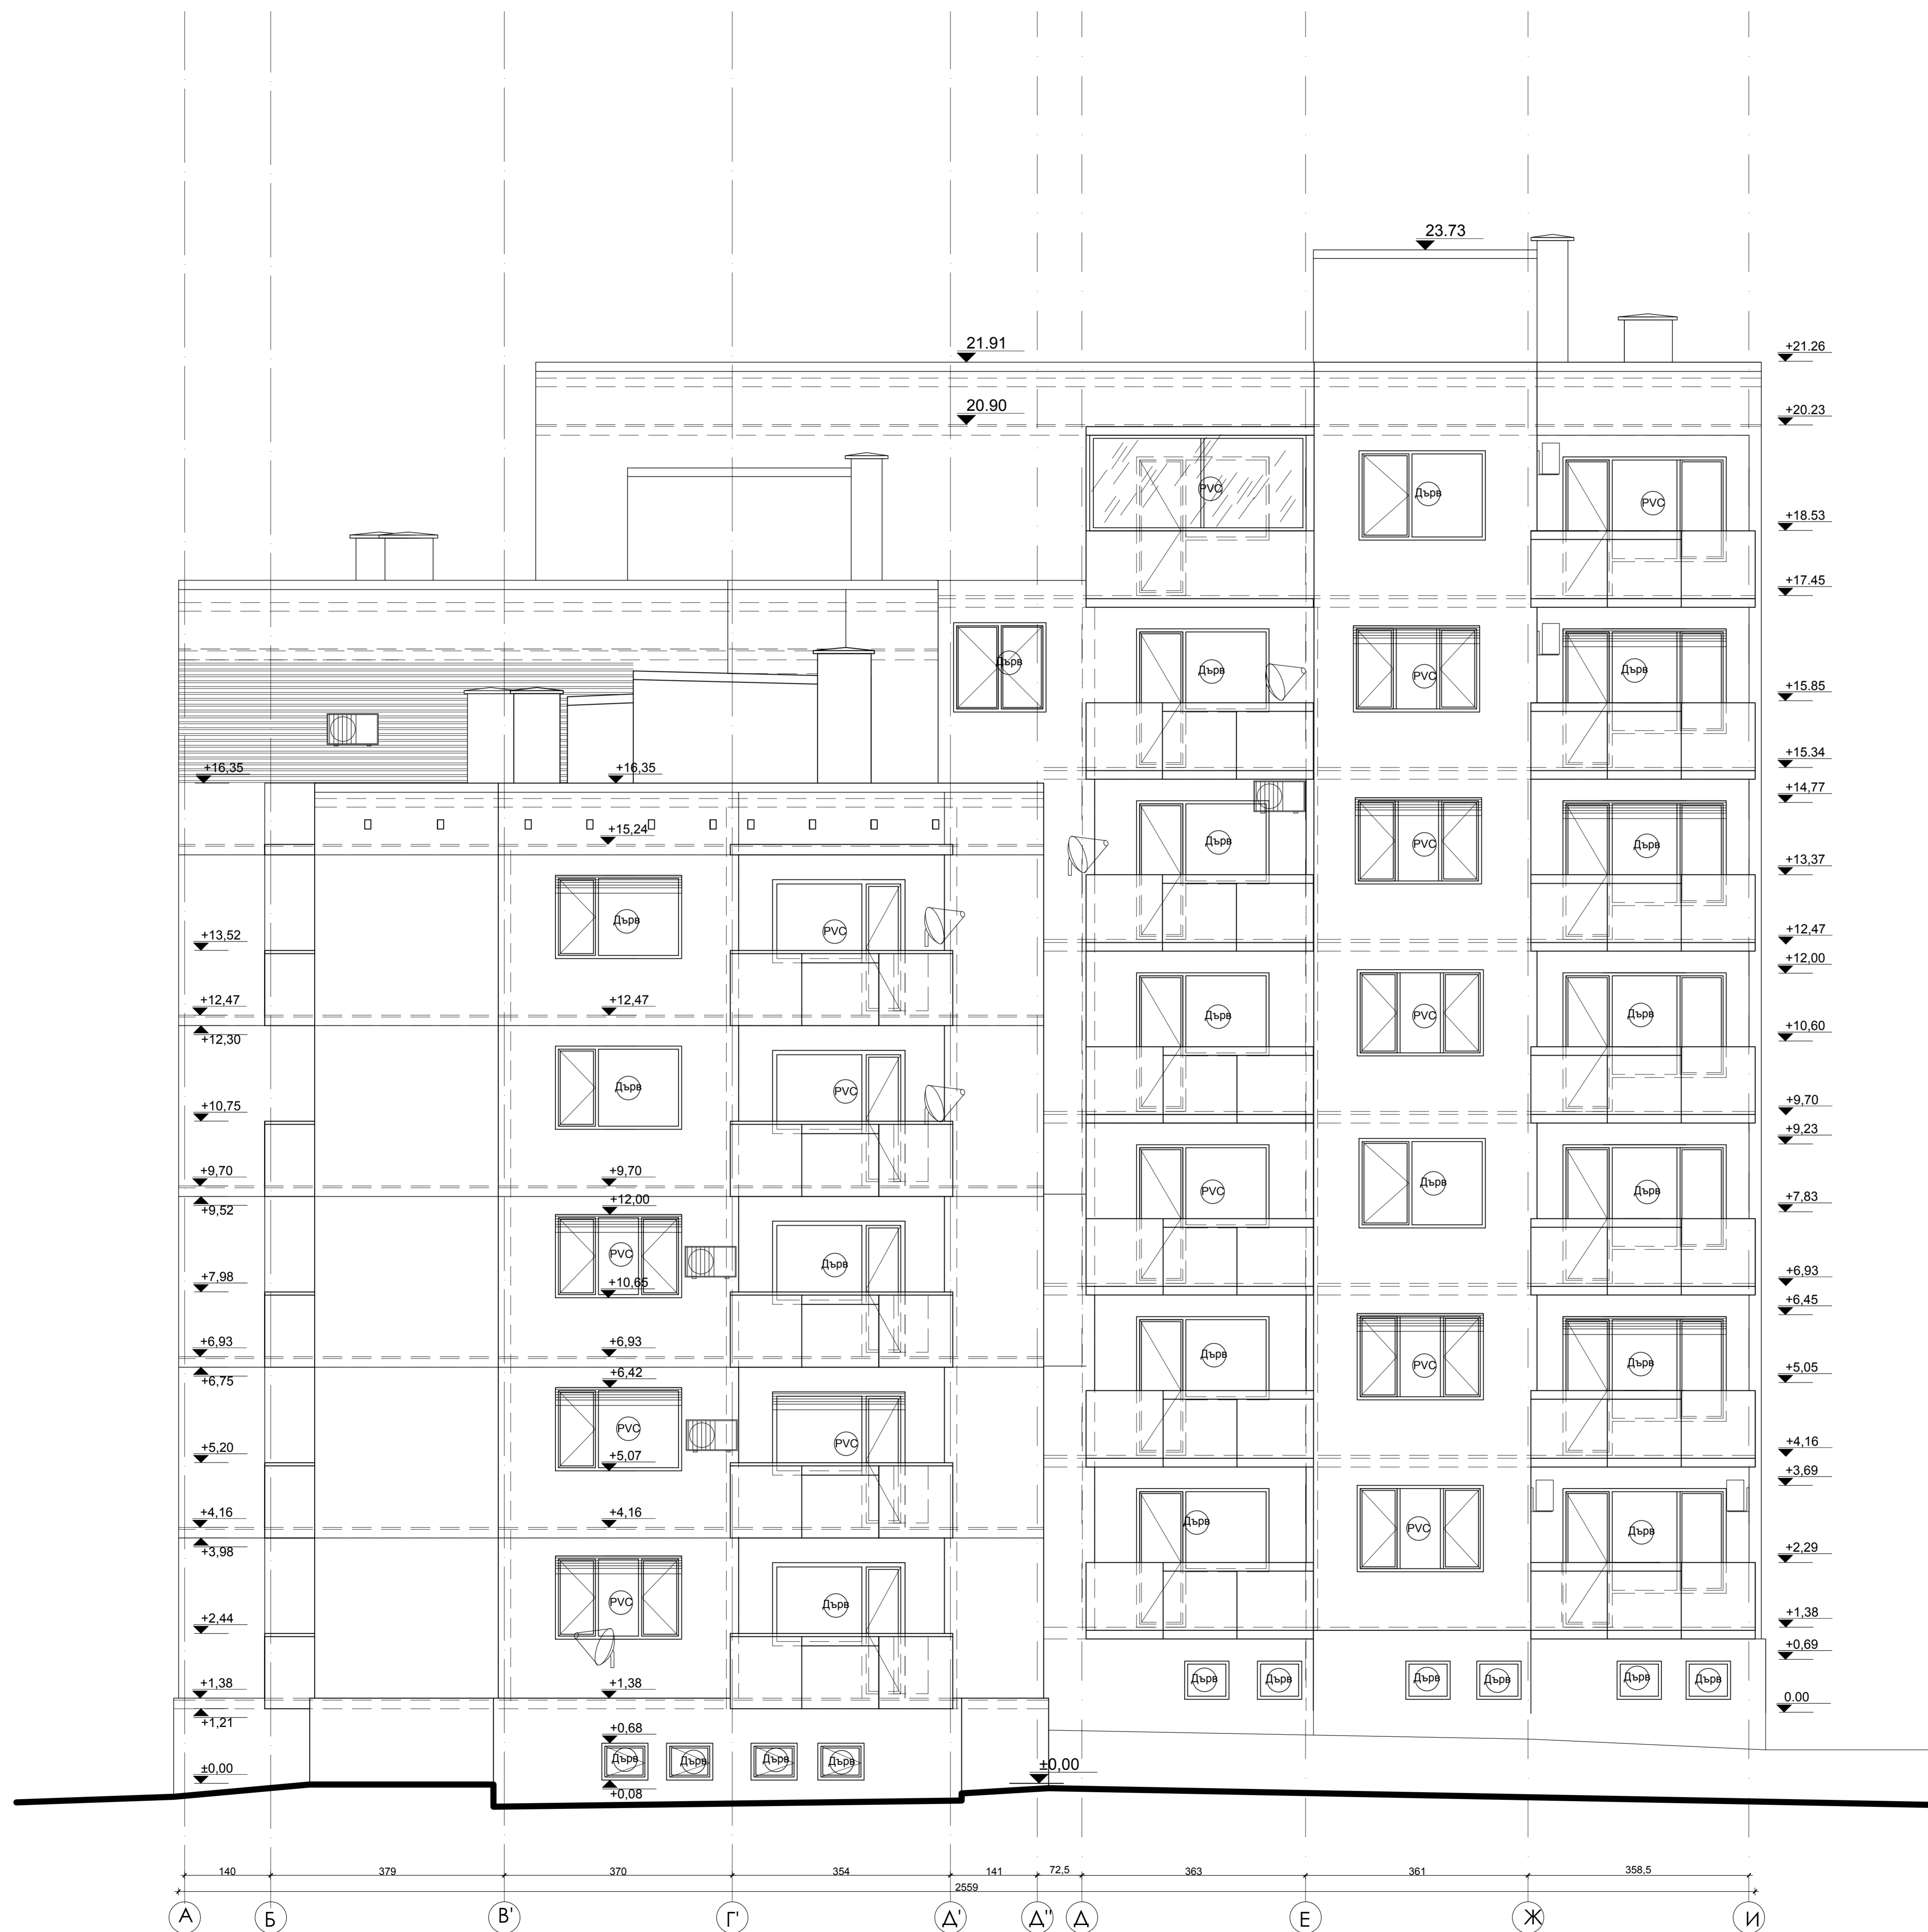 23.73
21.91
+21.26
20.90
+20.23
PVC
Дърв
PVC
+18.53
+17.45
Дърв
Дърв
PVC
Дърв
+15.85
+16,35
+16,35
+15.34
+14,77
+15,24
Дърв
PVC
Дърв
+13,37
Дърв
PVC
+13,52
+12,47
+12,00
+12,47
+12,47
Дърв
PVC
Дърв
+12,30
+10,60
Дърв
PVC
+10,75
+9,70
+9,23
+9,70
+9,70
PVC
Дърв
Дърв
+9,52
+12,00
+7,83
PVC
Дърв
+7,98
+10,65
+6,93
+6,45
+6,93
+6,93
Дърв
PVC
Дърв
+6,75
+6,42
+5,05
PVC
PVC
+5,20
+5,07
+4,16
+3,69
+4,16
+4,16
Дърв
PVC
Дърв
+3,98
+2,29
PVC
Дърв
+2,44
+1,38
+0,69
+1,38
+1,38
Дърв
Дърв
Дърв
Дърв
Дърв
Дърв
0.00
+1,21
+0,68
Дърв
Дърв
Дърв
Дърв
±0,00
±0,00
+0,08
140 379 370 354 141 72,5 363 361 358,5
2559
А Б В' Г' Д' Д'' Д Е Ж И